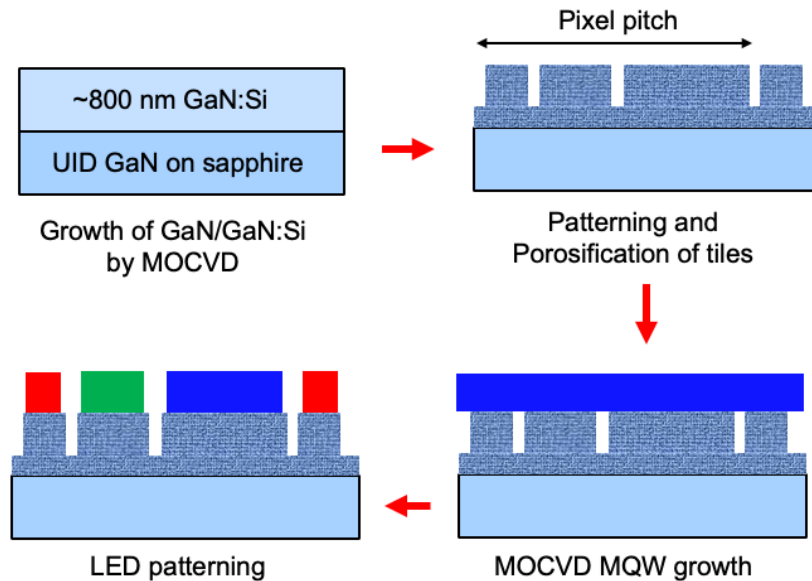 ~800 nm GaN:Si
UID GaN on sapphire
Growth of GaN/GaN:Si
by MOCVD
Pixel pitch
Patterning and
Porosification of tiles
MOCVD MQW growth
LED patterning